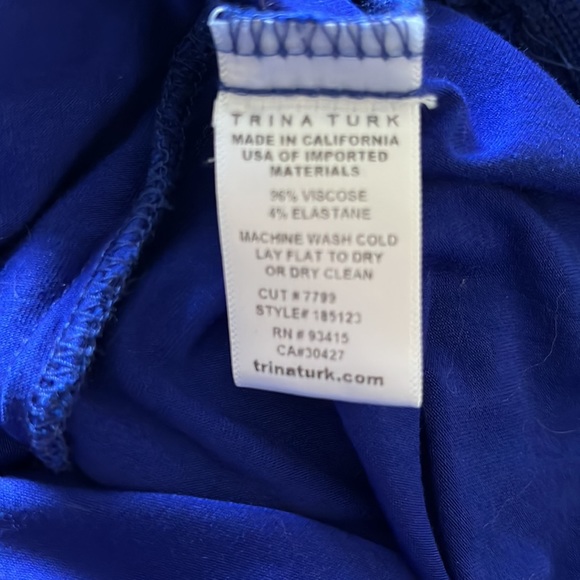 TRINA TURK
MADE IN CALIFORNIA
USA OF IMPORTED
MATERIALS
96% VISCOSE
4% ELASTANE
MACHINE WASH COLD
LAY FLAT TO DRY
OR DRY CLEAN
CUT # 7799
STYLE# 185123
RN # 93415
CA#30427
trinaturk.com